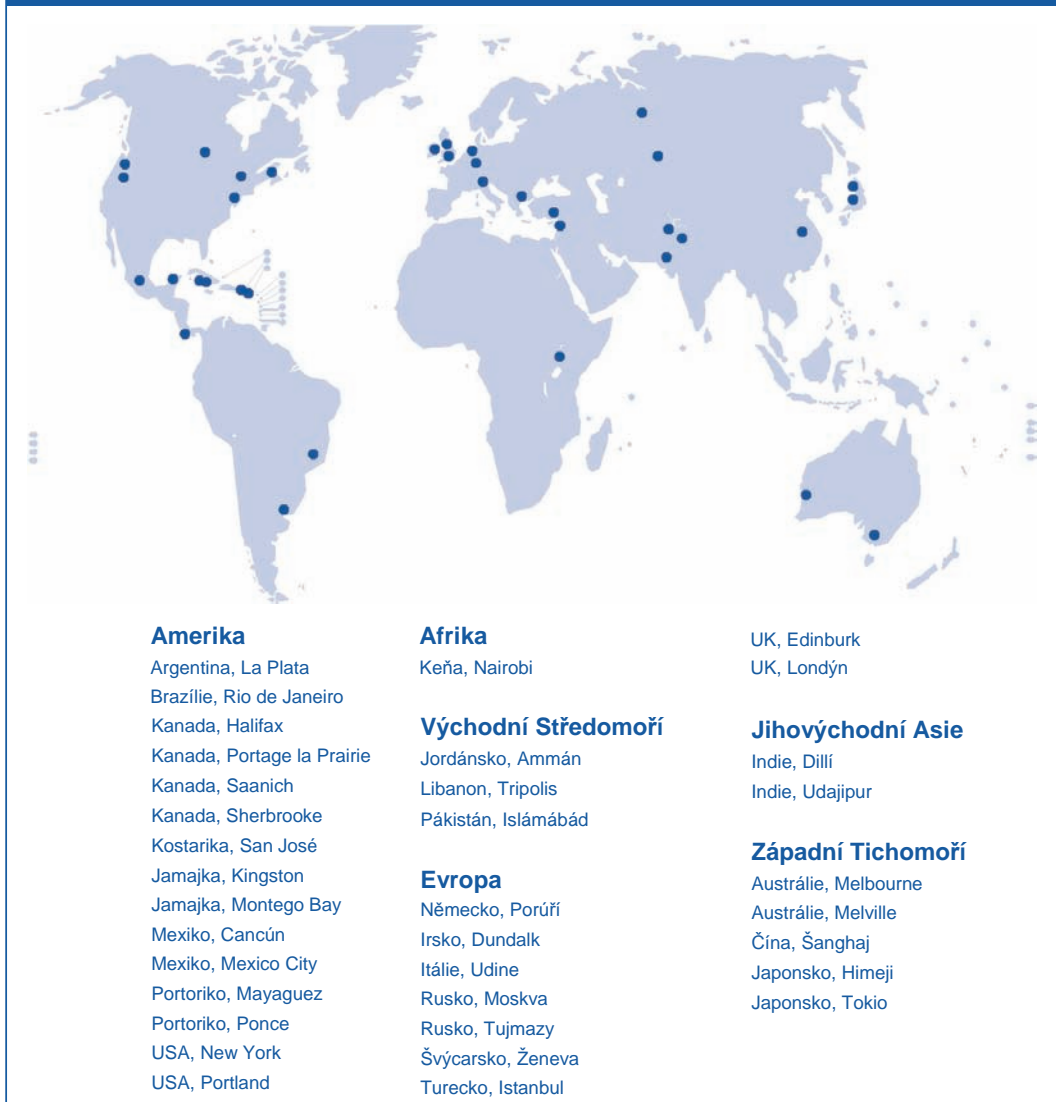 Amerika
Argentina, La Plata
Brazílie, Rio de Janeiro
Kanada, Halifax
Kanada, Portage la Prairie
Kanada, Saanich
Kanada, Sherbrooke
Kostarika, San José
Jamajka, Kingston
Jamajka, Montego Bay
Mexiko, Cancún
Mexiko, Mexico City
Portoriko, Mayaguez
Portoriko, Ponce
USA, New York
USA, Portland
Afrika
Keňa, Nairobi
Východní Středomoří
Jordánsko, Ammán
Libanon, Tripolis
Pákistán, Islámábád
Evropa
Německo, Porúří
Irsko, Dundalk
Itálie, Udine
Rusko, Moskva
Rusko, Tujmazy
Švýcarsko, Ženeva
Turecko, Istanbul
UK, Edinburk
UK, Londýn
Jihovýchodní Asie
Indie, Dillí
Indie, Udajipur
Západní Tichomoří
Austrálie, Melbourne
Austrálie, Melville
Čína, Šanghaj
Japonsko, Himeji
Japonsko, Tokio